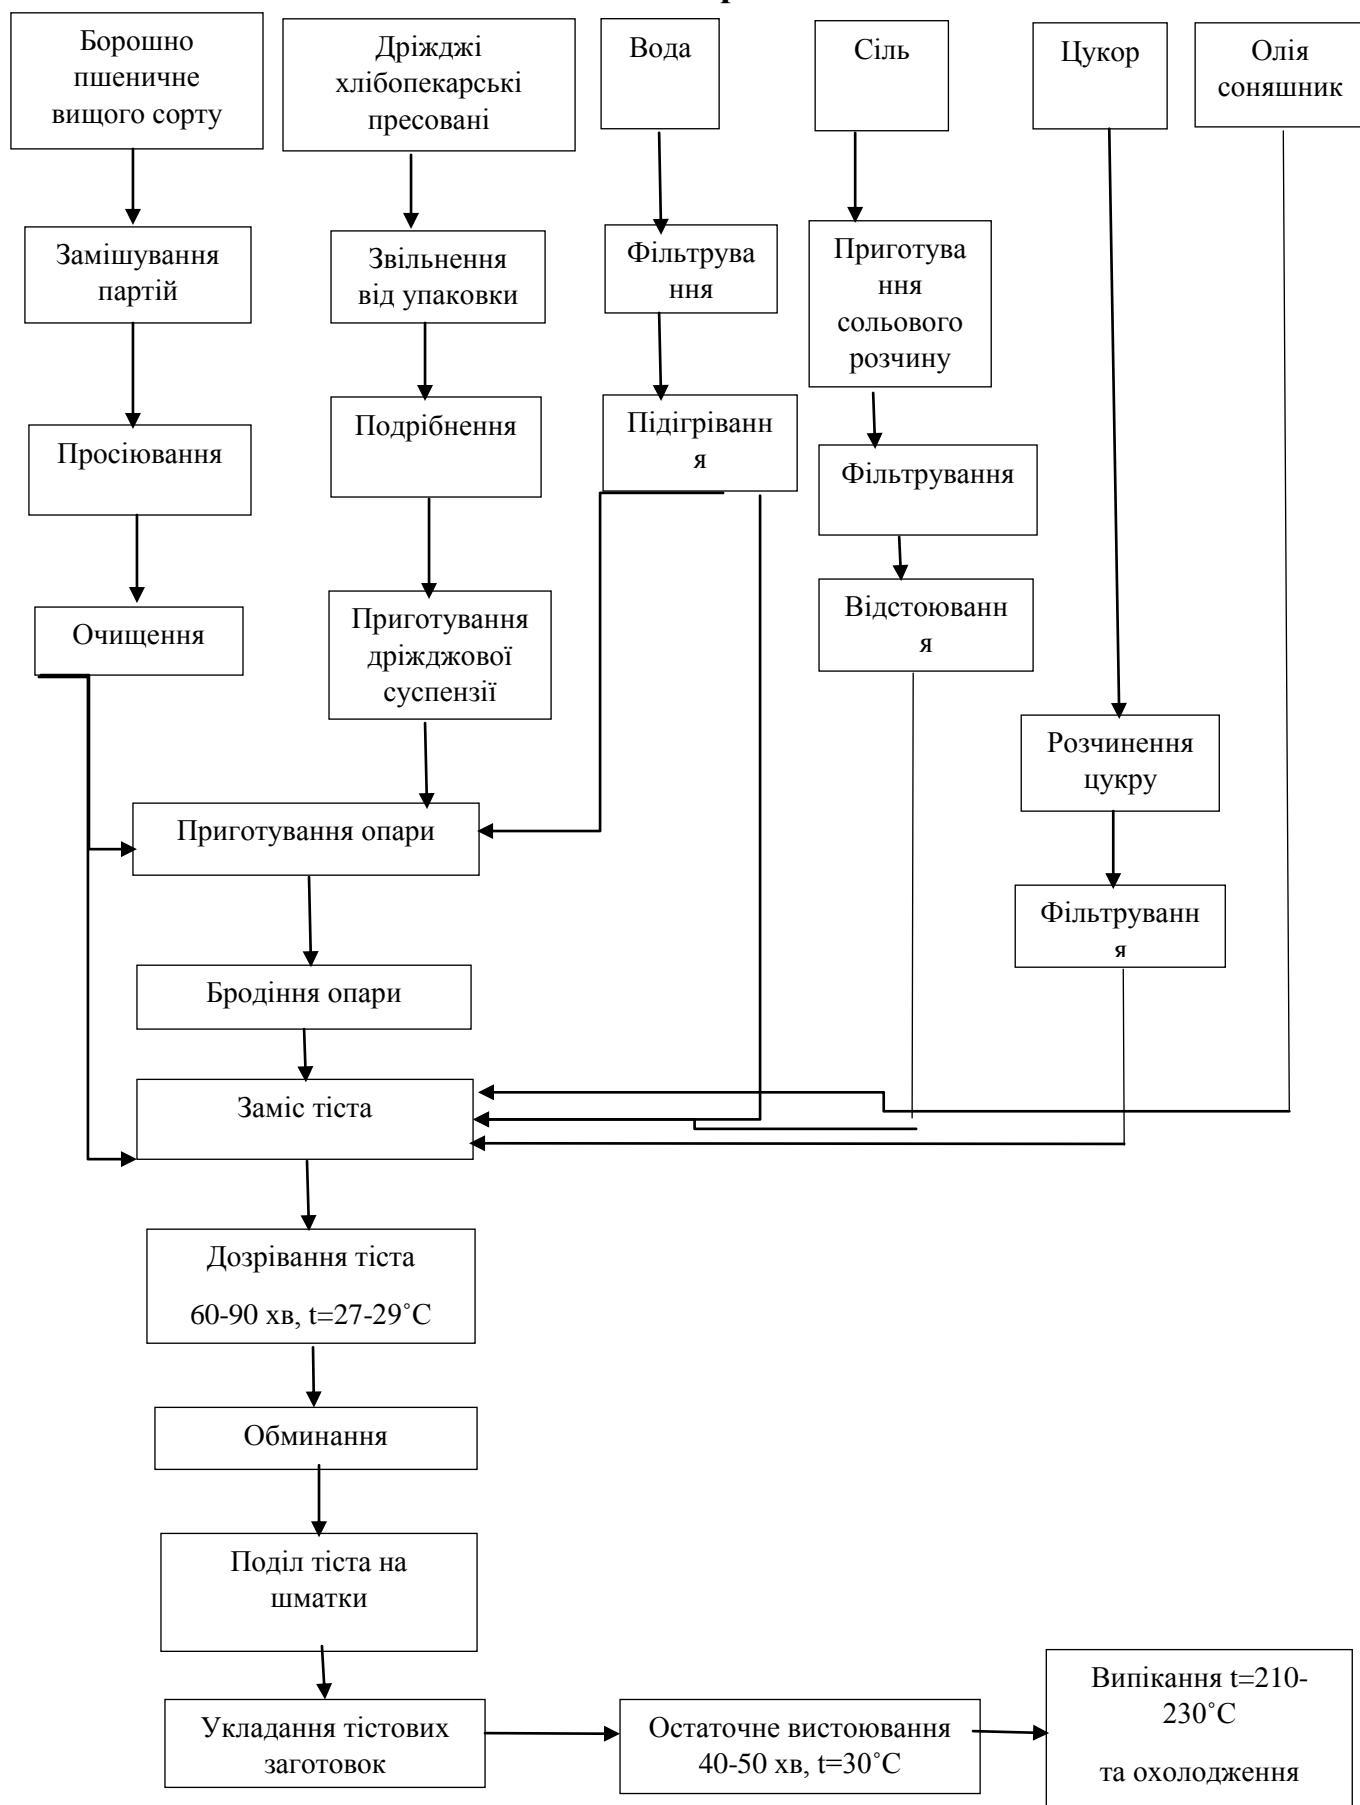 Борошно
пшеничне
вищого сорту
Дріжджі
хлібопекарські
пресовані
Вода
Сіль
Цукор
Олія
соняшник
Замішування
партій
Звільнення
від упаковки
Фільтрува
ння
Приготува
ння
сольового
розчину
Просіювання
Подрібнення
Підігріванн
я
Фільтрування
Очищення
Приготування
дріжджової
суспензії
Відстоюванн
я
Розчинення
цукру
Приготування опари
Фільтруванн
я
Бродіння опари
Заміс тіста
Дозрівання тіста
60-90 хв, t=27-29˚С
Обминання
Поділ тіста на
шматки
Укладання тістових
заготовок
Остаточне вистоювання
40-50 хв, t=30˚С
Випікання t=210-
230˚С
та охолодження